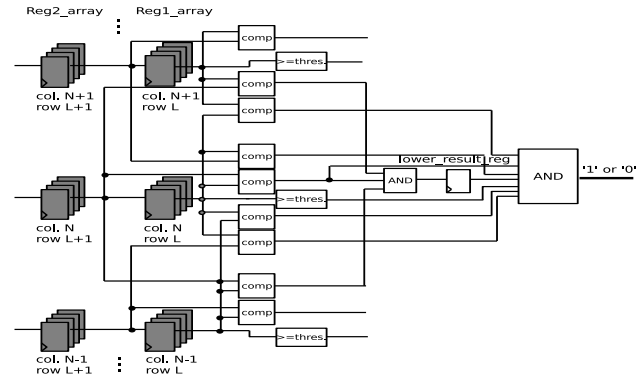 Reg2_array Reg1_array
comp
>=thres.
comp
col. N+1 col. N+1
row L+1 row L
comp
comp
lower_result_reg
comp
AND
AND
'1' or '0'
>=thres.
comp
col. N col. N
row L+1 row L
comp
comp
comp
>=thres.
col. N-1 col. N-1
row L+1 row L